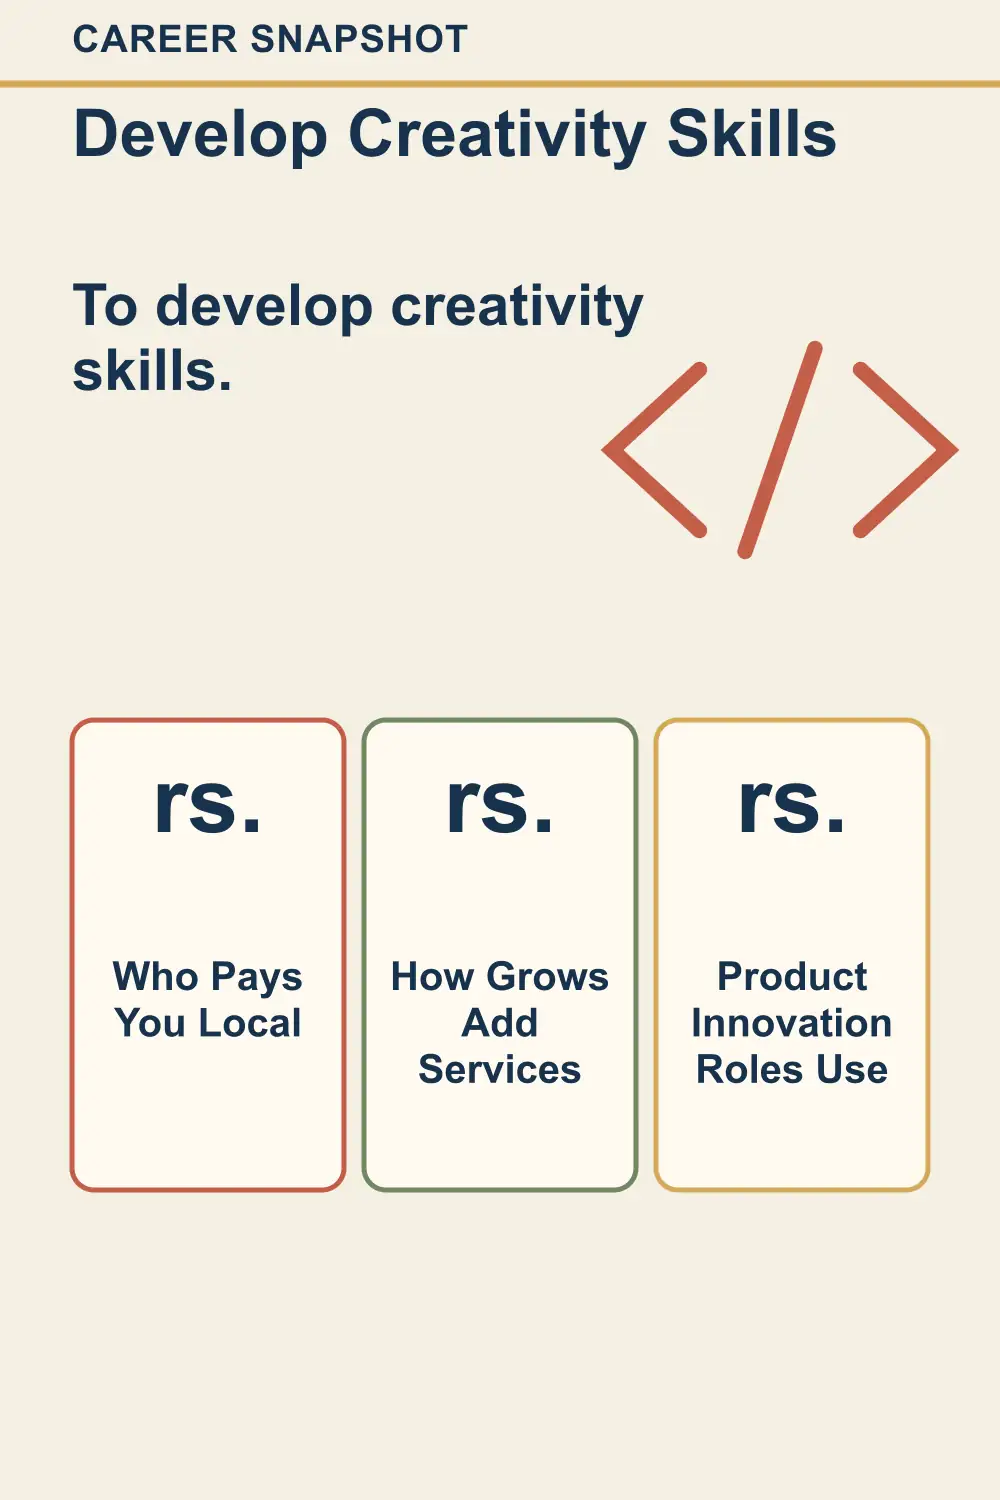 CAREER SNAPSHOT
Develop Creativity Skills
To develop creativity
skills.
rs.
Who Pays
You Local
rs.
How Grows
Add
Services
rs.
Product
Innovation
Roles Use